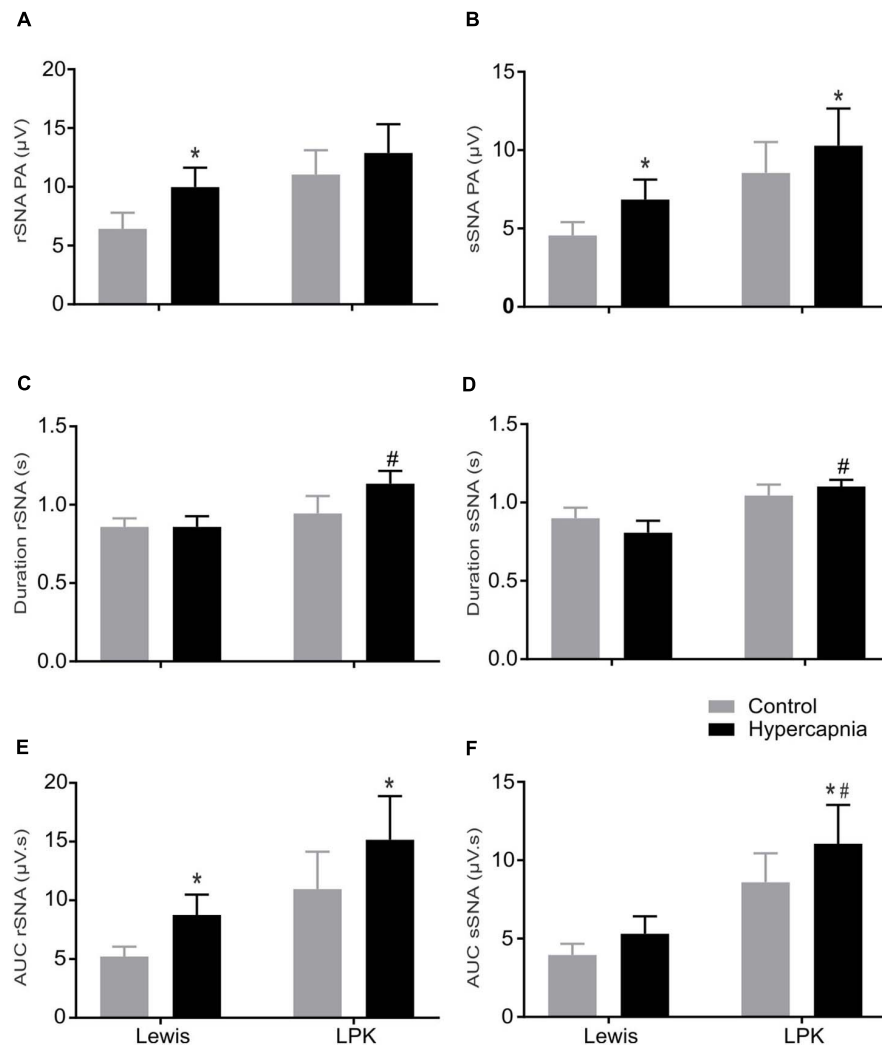 A
rSNA PA (µV)
20
15
10
5
0
*
B
sSNA PA (µV)
15
10
5
0
*
*
C
Duration rSNA (s)
1.5
1.0
0.5
0.0
#
D
Duration sSNA (s)
1.5
1.0
0.5
0.0
#
Control
Hypercapnia
E
AUC rSNA (µV.s)
20
15
10
5
0
*
*
Lewis
LPK
F
AUC sSNA (µV.s)
15
10
5
0
* #
Lewis
LPK